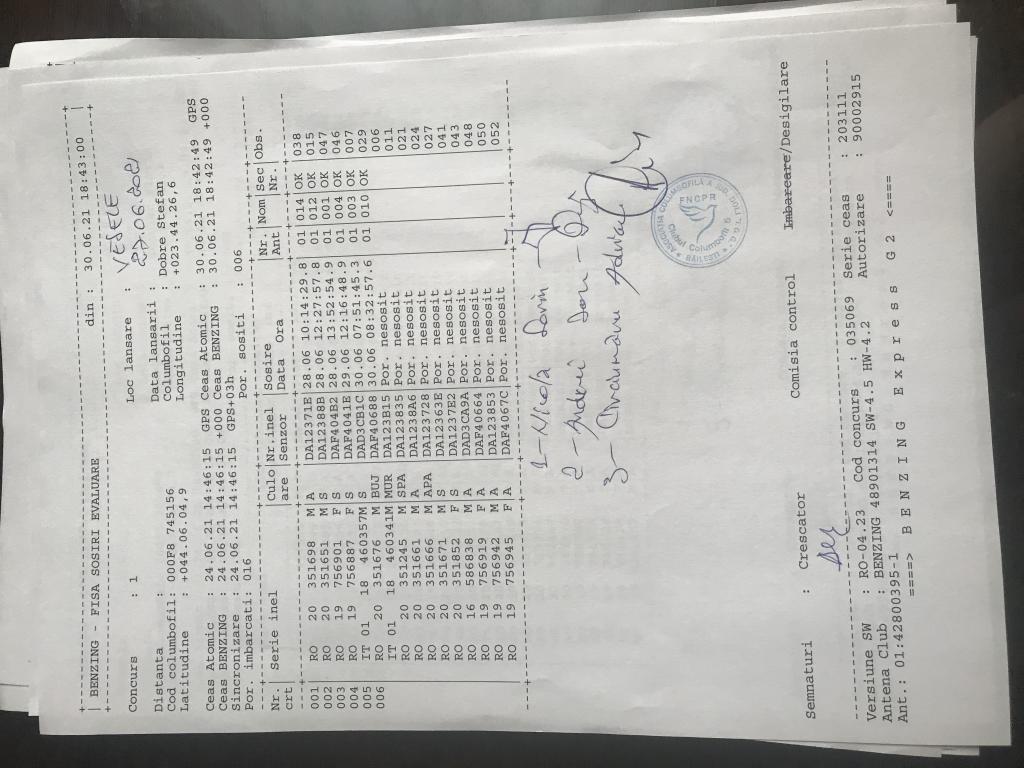 BENZING - FISA SOSIRI EVALUARE din : 30.06.21 18:43:00
Concurs : 1 Loc lansare : VESELE
Distanta : Data lansarii : 27.06.2021
Cod columbofil: 000F8 745156 Columbofil : Dobre Stefan
Latitudine : +044.06.04,9 Longitudine : +023.44.26,6
Ceas Atomic : 24.06.21 14:46:15 GPS Ceas Atomic : 30.06.21 18:42:49 GPS
Ceas BENZING : 24.06.21 14:46:15 +000 Ceas BENZING : 30.06.21 18:42:49 +000
Sincronizare : 24.06.21 14:46:15 GPS+03h
Por. imbarcati: 016 Por. sositi : 006
Nr. Serie inel Culo Nr.inel Sosire Nr. Nom Sec Obs.
crt are Senzor Data Ora Ant Nr.
001 RO 20 351698 M A DA12371B 28.06 10:14:29.8 01 014 OK 038
002 RO 20 351651 M S DA12388B 28.06 12:27:57.8 01 012 OK 015
003 RO 19 756901 F S DAF404B2 28.06 13:52:54.9 01 001 OK 047
004 RO 19 756887 F S DAF4041E 29.06 12:16:48.9 01 004 OK 046
005 IT 01 18 460357M S DAD3CB1C 30.06 07:51:45.3 01 003 OK 007
006 RO 20 351676 M BUJ DAF40688 30.06 08:32:57.6 01 010 OK 029
IT 01 18 460341M MUR DA123B15 Por. nesosit 006
RO 20 351245 M SPA DA123835 Por. nesosit 011
RO 20 351661 M A DA1238A6 Por. nesosit 021
RO 20 351666 M APA DA123728 Por. nesosit 024
RO 20 351671 M S DA12363E Por. nesosit 027
RO 20 351852 F S DA1237E2 Por. nesosit 041
RO 16 586838 M A DAD3CA9A Por. nesosit 043
RO 19 756919 F A DAF40664 Por. nesosit 048
RO 19 756942 M A DA123853 Por. nesosit 050
RO 19 756945 F A DAF4067C Por. nesosit 052
1 - Nicola Sorin
2 - Andrei Dan -
3 -
FNCPR
Clubul Columbom 5
BĂILEȘTI
Semnaturi : Crescator Comisia control Imbarcare/Desigilare
Versiune SW : RO-04.23 Cod concurs : 035069 Serie ceas : 203111
Antena Club : BENZING 48901314 SW-4.5 HW-4.2 Autorizare : 90002915
Ant.: 01:42800395-1
====> B E N Z I N G E x p r e s s G 2 <====